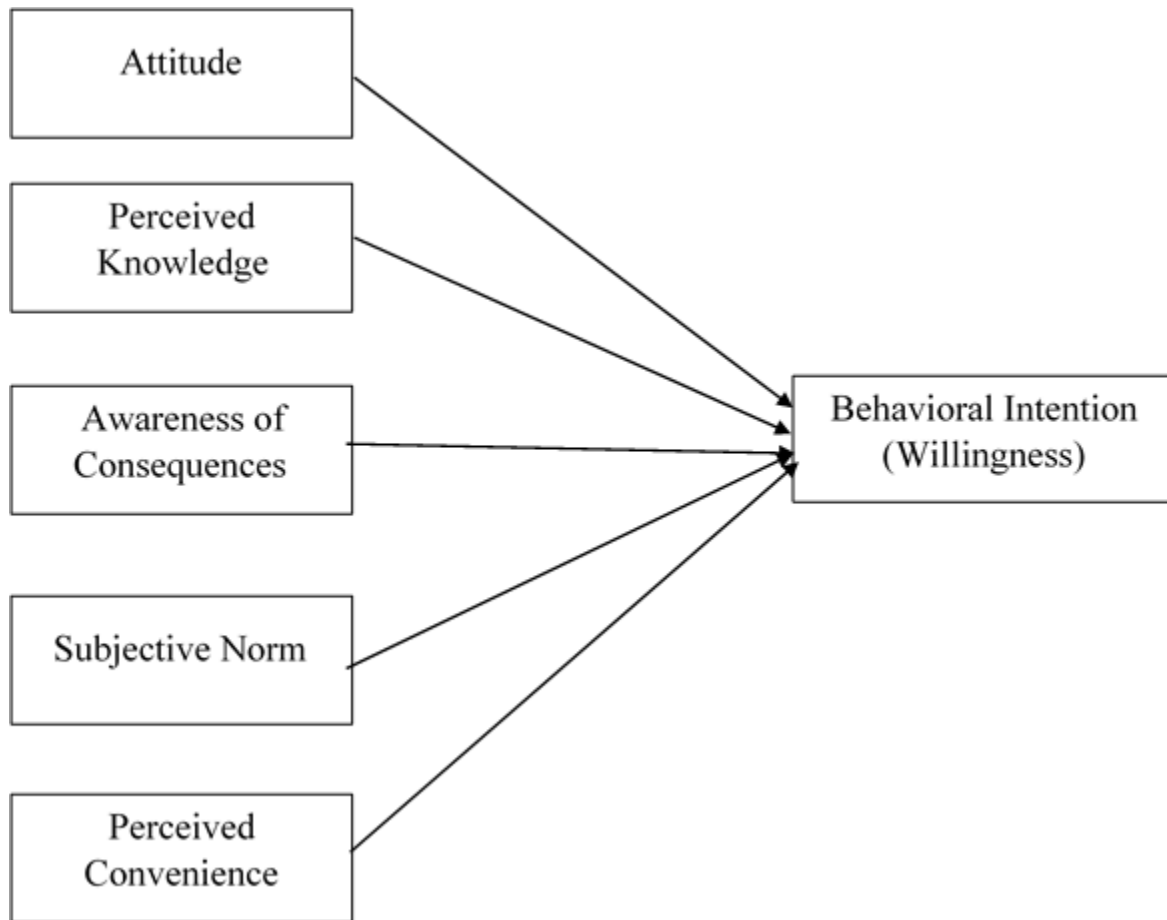 Attitude
Perceived
Knowledge
Awareness of
Consequences
Behavioral Intention
(Willingness)
Subjective Norm
Perceived
Convenience